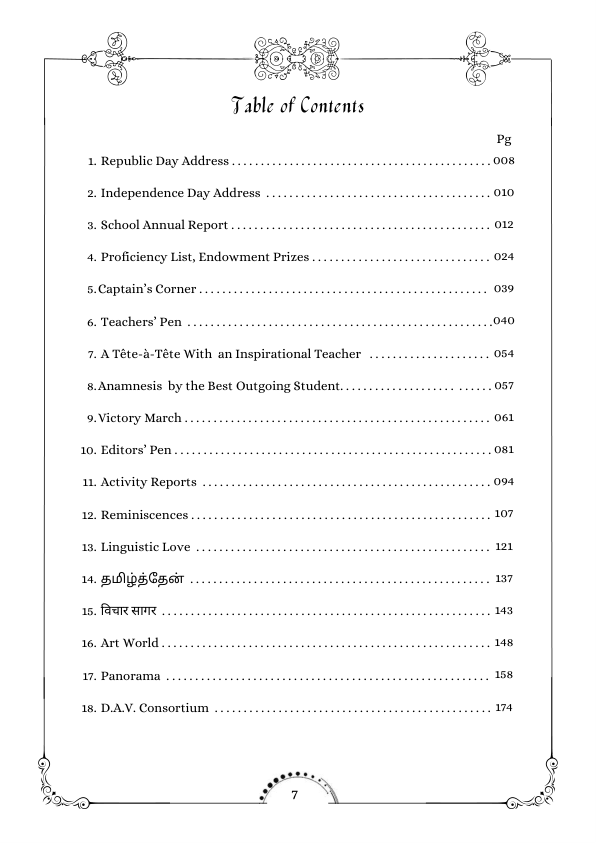 Table of Contents
Pg
1. Republic Day Address ........................................... 008
2. Independence Day Address ..................................... 010
3. School Annual Report ........................................... 012
4. Proficiency List, Endowment Prizes .............................. 024
5. Captain's Corner ................................................ 039
6. Teachers' Pen ................................................... 040
7. A Tête-à-Tête With an Inspirational Teacher .................... 054
8. Anamnesis by the Best Outgoing Student......................... 057
9. Victory March ................................................... 061
10. Editors' Pen ..................................................... 081
11. Activity Reports ................................................. 094
12. Reminiscences .................................................. 107
13. Linguistic Love ................................................. 121
14. தமிழ்த்தேன் .................................................. 137
15. विचार सागर ...................................................... 143
16. Art World ....................................................... 148
17. Panorama ...................................................... 158
18. D.A.V. Consortium .............................................. 174
7